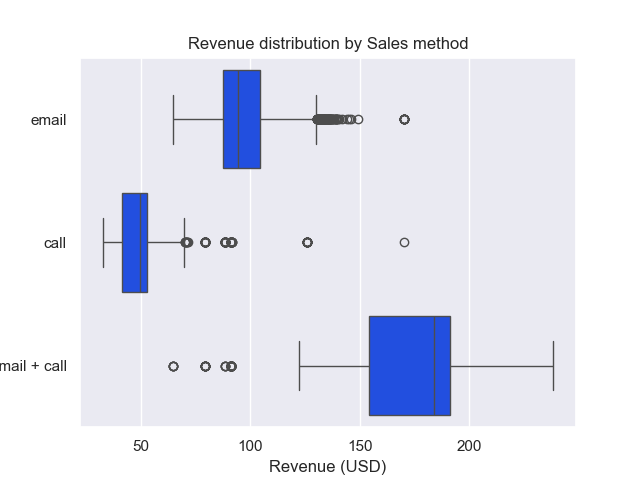 Revenue distribution by Sales method
email
call
mail + call
50 100 150 200
Revenue (USD)